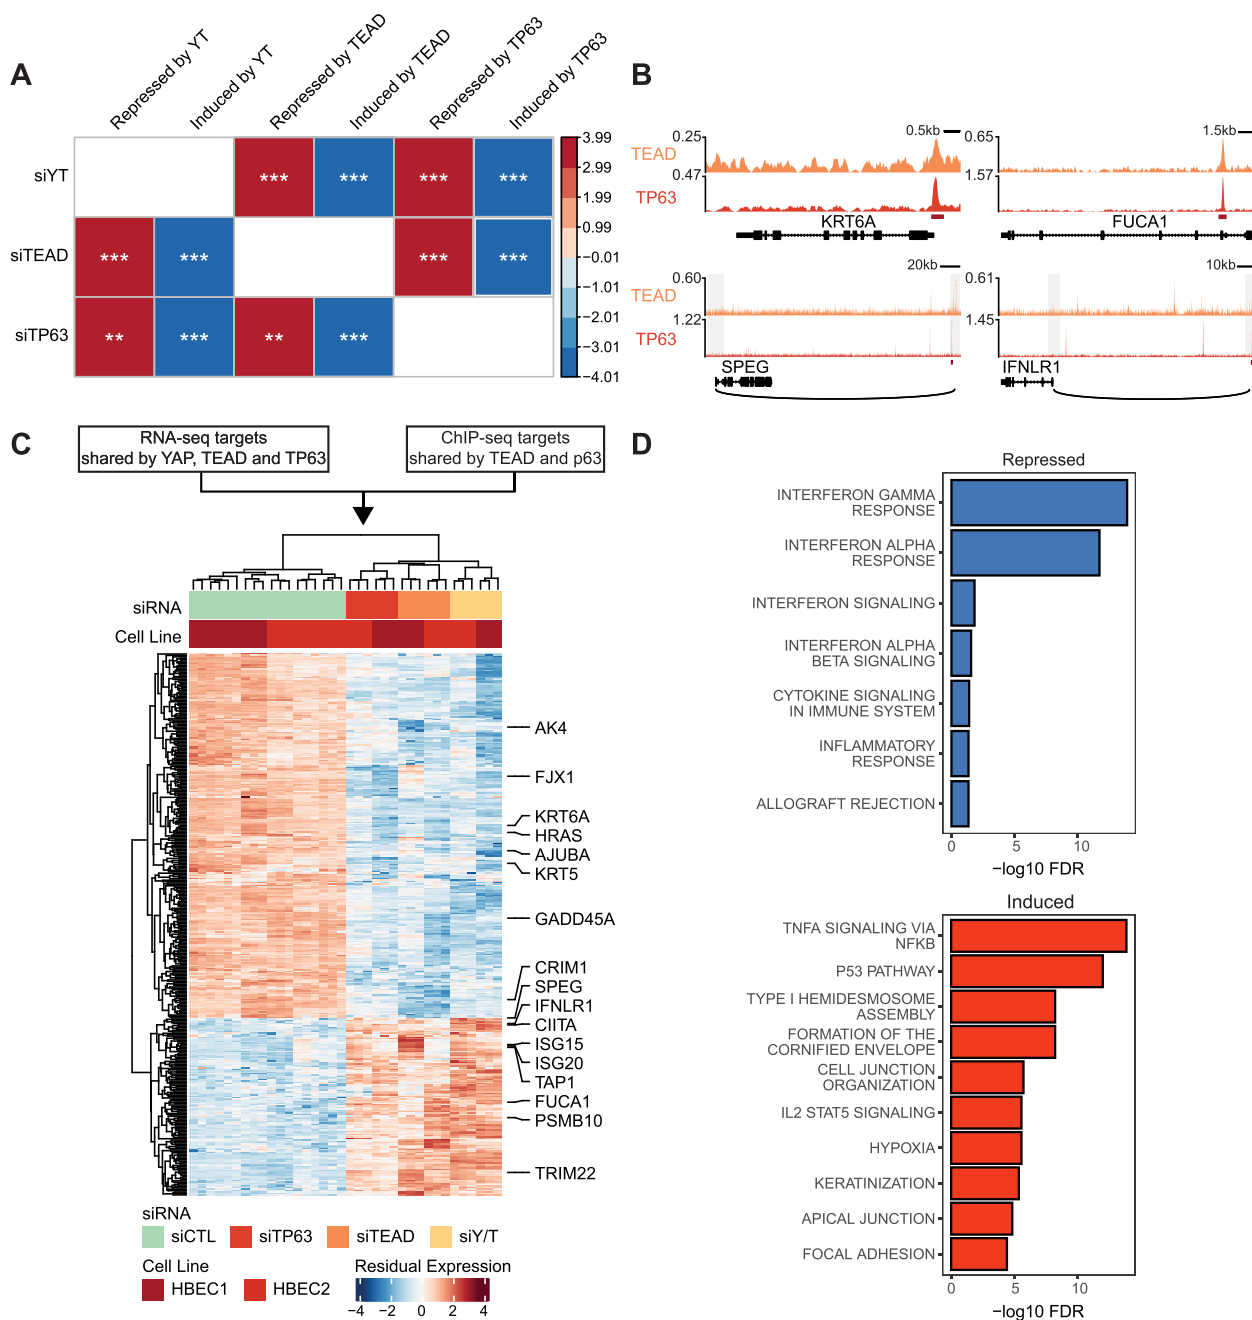 A
Repressed by YT
Induced by YT
Repressed by TEAD
Induced by TEAD
Repressed by TP63
Induced by TP63
siYT
*** *** *** ***
siTEAD
*** *** *** ***
siTP63
** *** ** ***
3.99
2.99
1.99
0.99
-0.01
-1.01
-2.01
-3.01
-4.01
B
0.25
0.5kb
TEAD
0.47
TP63
KRT6A
0.65
1.5kb
1.57
FUCA1
20kb
0.60
TEAD
1.22
TP63
SPEG
10kb
0.61
1.45
IFNLR1
C
RNA-seq targets
shared by YAP, TEAD and TP63
ChIP-seq targets
shared by TEAD and p63
siRNA
Cell Line
AK4
FJX1
KRT6A
HRAS
AJUBA
KRT5
GADD45A
CRIM1
SPEG
IFNLR1
CIITA
ISG15
ISG20
TAP1
FUCA1
PSMB10
TRIM22
siRNA
siCTL siTP63 siTEAD siY/T
Cell Line
HBEC1 HBEC2
Residual Expression
−4 −2 0 2 4
D
Repressed
INTERFERON GAMMA
RESPONSE
INTERFERON ALPHA
RESPONSE
INTERFERON SIGNALING
INTERFERON ALPHA
BETA SIGNALING
CYTOKINE SIGNALING
IN IMMUNE SYSTEM
INFLAMMATORY
RESPONSE
ALLOGRAFT REJECTION
0 5 10
−log10 FDR
Induced
TNFA SIGNALING VIA
NFKB
P53 PATHWAY
TYPE I HEMIDESMOSOME
ASSEMBLY
FORMATION OF THE
CORNIFIED ENVELOPE
CELL JUNCTION
ORGANIZATION
IL2 STAT5 SIGNALING
HYPOXIA
KERATINIZATION
APICAL JUNCTION
FOCAL ADHESION
0 5 10
−log10 FDR